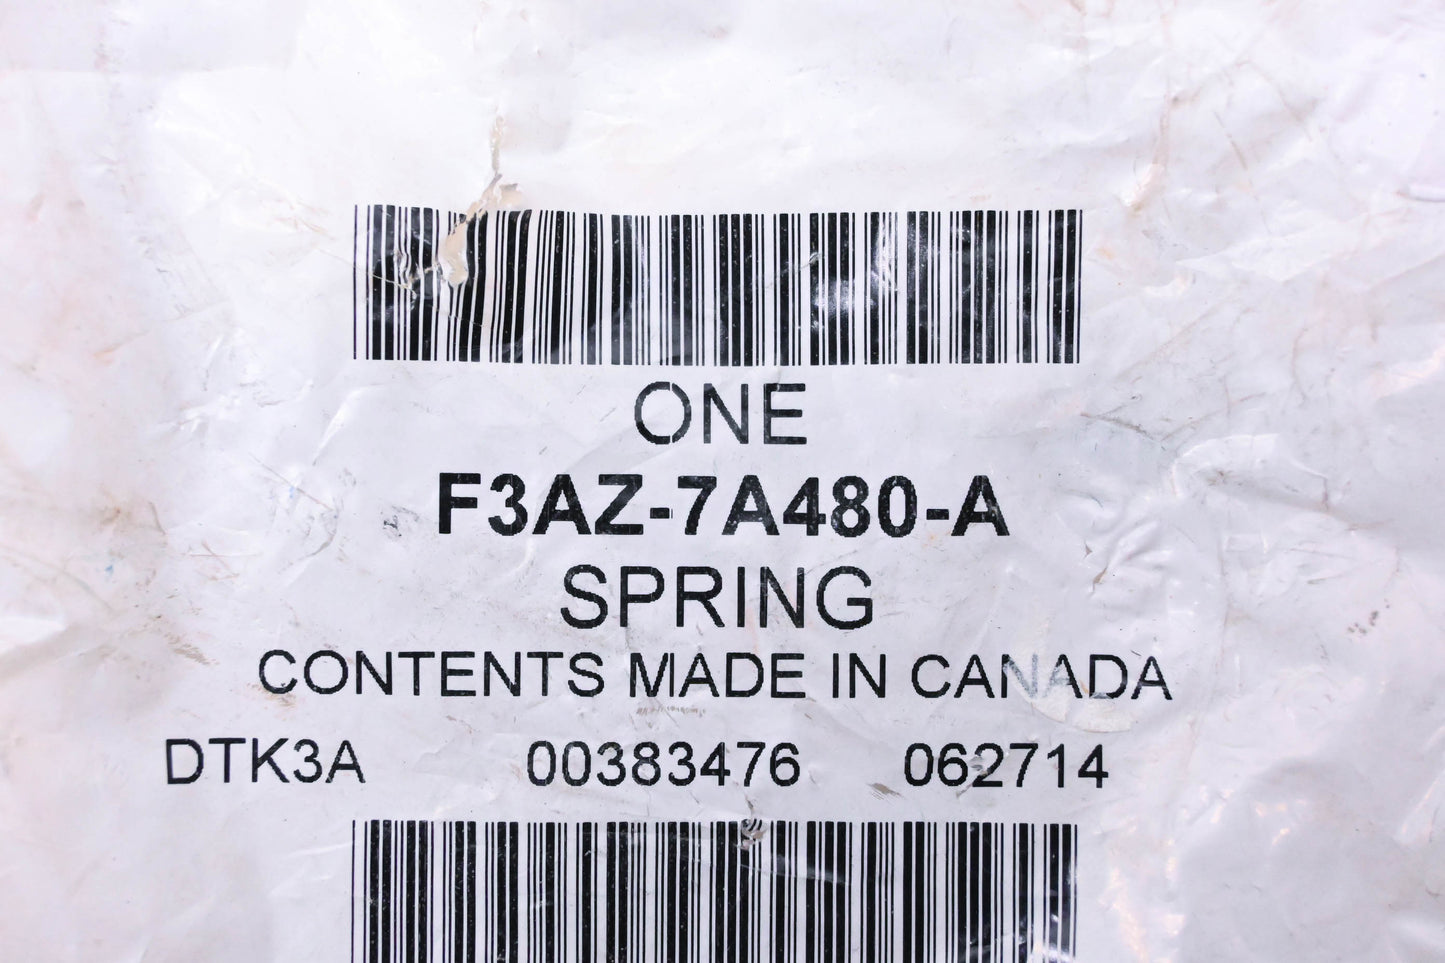 ONE
F3AZ-7A480-A
SPRING
CONTENTS MADE IN CANADA
DTK3A 00383476 062714